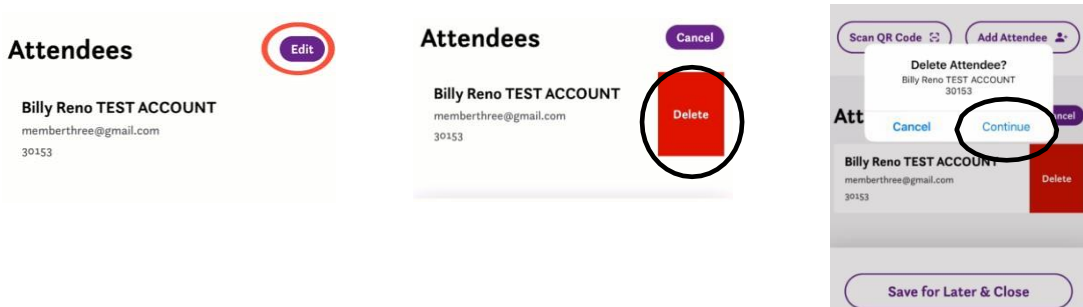 Attendees
Edit
Billy Reno TEST ACCOUNT
memberthree@gmail.com
30153
Attendees
Cancel
Billy Reno TEST ACCOUNT
memberthree@gmail.com
30153
Delete
Scan QR Code
Add Attendee
Delete Attendee?
Billy Reno TEST ACCOUNT
30153
Cancel
Continue
Att
ncel
Billy Reno TEST ACCOUNT
memberthree@gmail.com
30153
Delete
Save for Later & Close